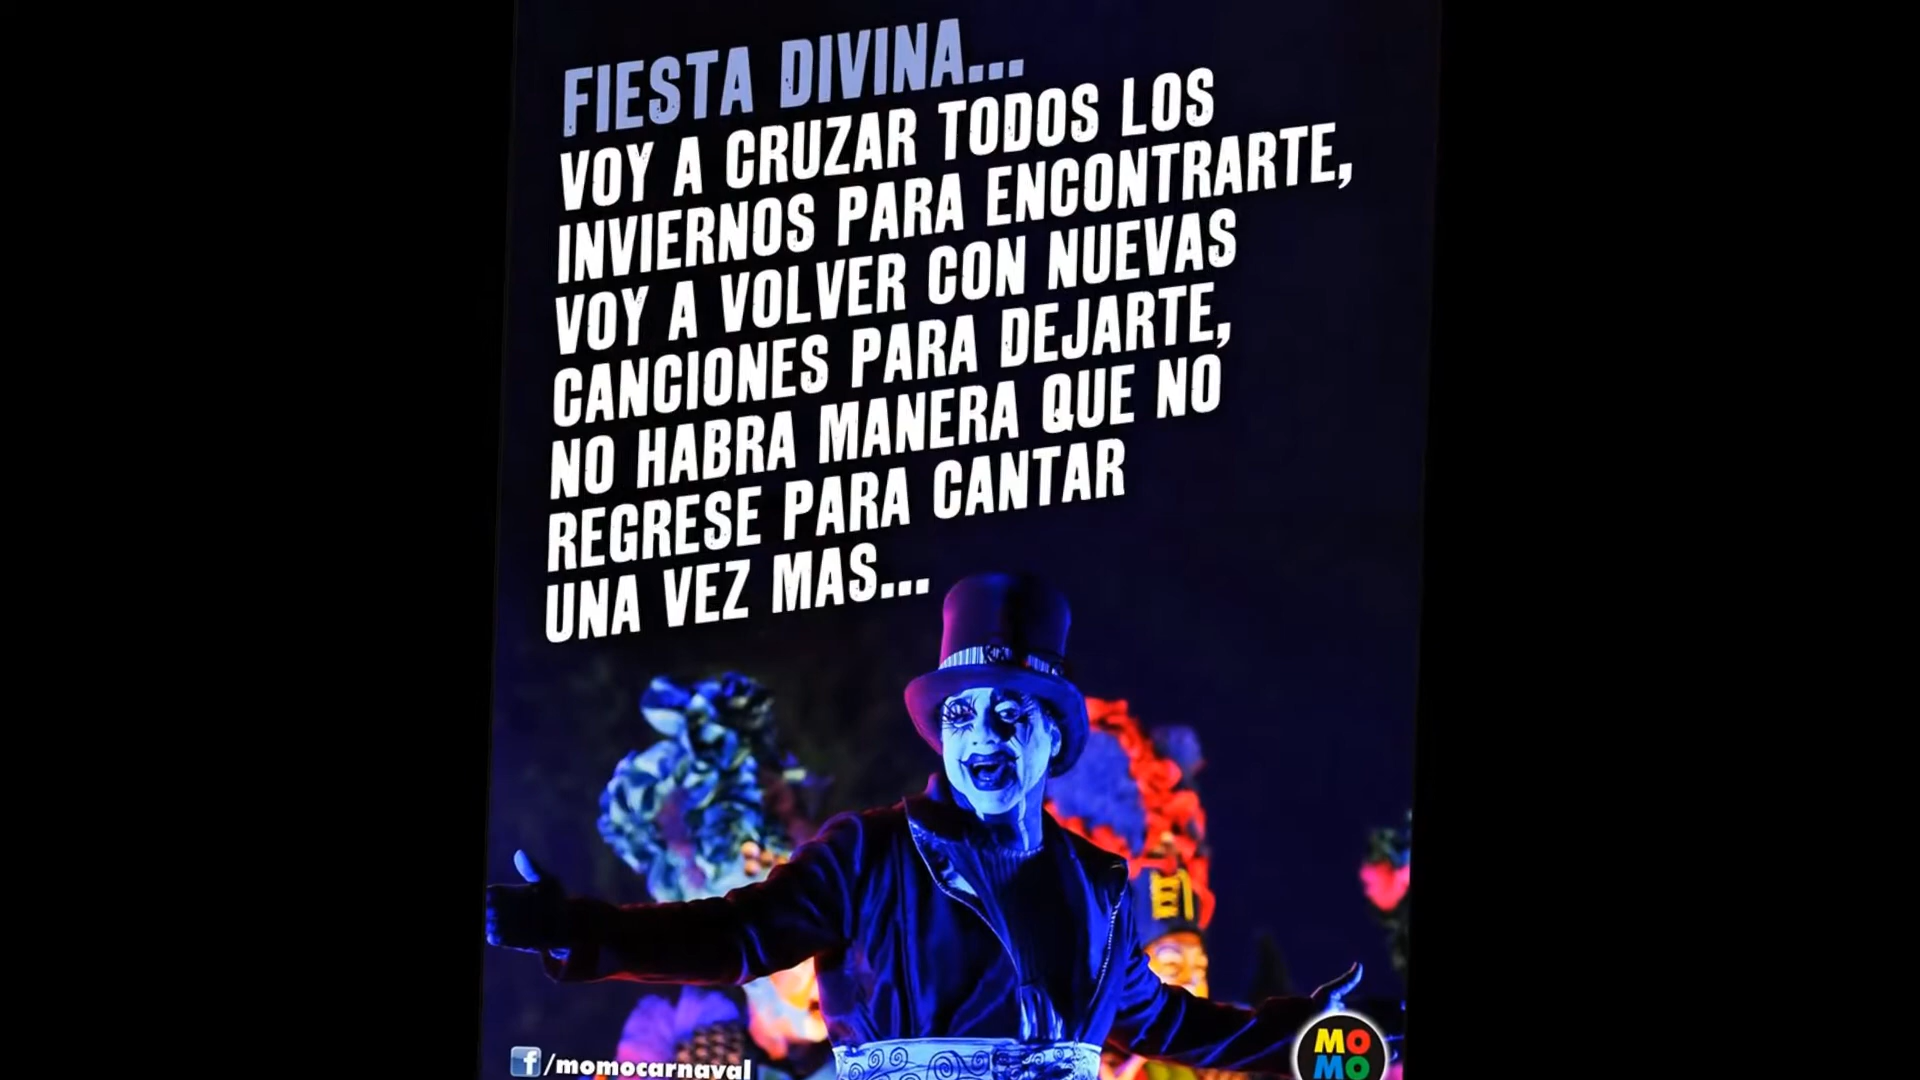 FIESTA DIVINA...
VOY A CRUZAR TODOS LOS
INVIERNOS PARA ENCONTRARTE,
VOY A VOLVER CON NUEVAS
CANCIONES PARA DEJARTE,
NO HABRA MANERA QUE NO
REGRESE PARA CANTAR
UNA VEZ MAS...
f/momocarnaval
MO
MO